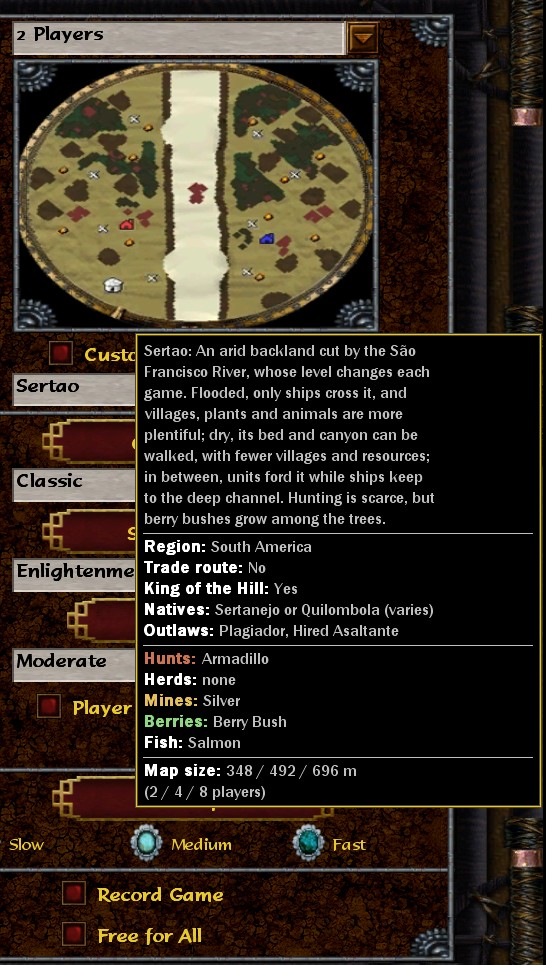 2 Players
Custo
Sertao
Sertao: An arid backland cut by the São
Francisco River, whose level changes each
game. Flooded, only ships cross it, and
villages, plants and animals are more
plentiful; dry, its bed and canyon can be
walked, with fewer villages and resources;
in between, units ford it while ships keep
to the deep channel. Hunting is scarce, but
berry bushes grow among the trees.
Classic
Enlightenme
Region: South America
Trade route: No
King of the Hill: Yes
Natives: Sertanejo or Quilombola (varies)
Outlaws: Plagiador, Hired Asaltante
Moderate
Hunts: Armadillo
Herds: none
Mines: Silver
Player
Berries: Berry Bush
Fish: Salmon
Map size: 348 / 492 / 696 m
(2 / 4 / 8 players)
Slow Medium Fast
Record Game
Free for All